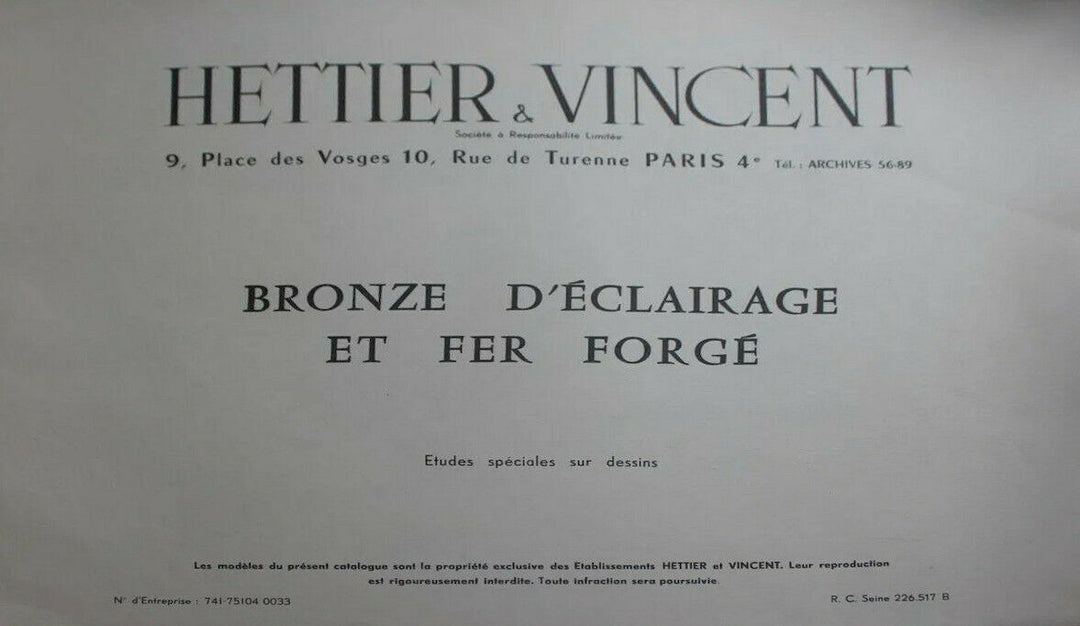 HETTIER & VINCENT
Société à Responsabilité Limitée
9, Place des Vosges 10, Rue de Turenne PARIS 4e Tél. : ARCHIVES 56-89
BRONZE D'ÉCLAIRAGE
ET FER FORGÉ
Etudes spéciales sur dessins
Les modèles du présent catalogue sont la propriété exclusive des Etablissements HETTIER et VINCENT. Leur reproduction
est rigoureusement interdite. Toute infraction sera poursuivie.
N° d'Entreprise : 741-75104 0033
R. C. Seine 226.517 B